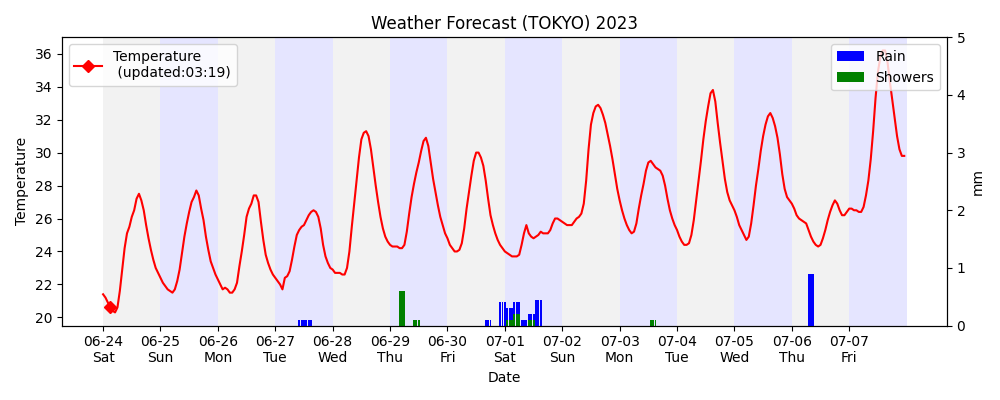 Weather Forecast (TOKYO) 2023
Temperature
(updated:03:19)
Rain
Showers
Temperature
36
34
32
30
28
26
24
22
20
5
4
3
2
1
0
mm
06-24 06-25 06-26 06-27 06-28 06-29 06-30 07-01 07-02 07-03 07-04 07-05 07-06 07-07
Sat Sun Mon Tue Wed Thu Fri Sat Sun Mon Tue Wed Thu Fri
Date